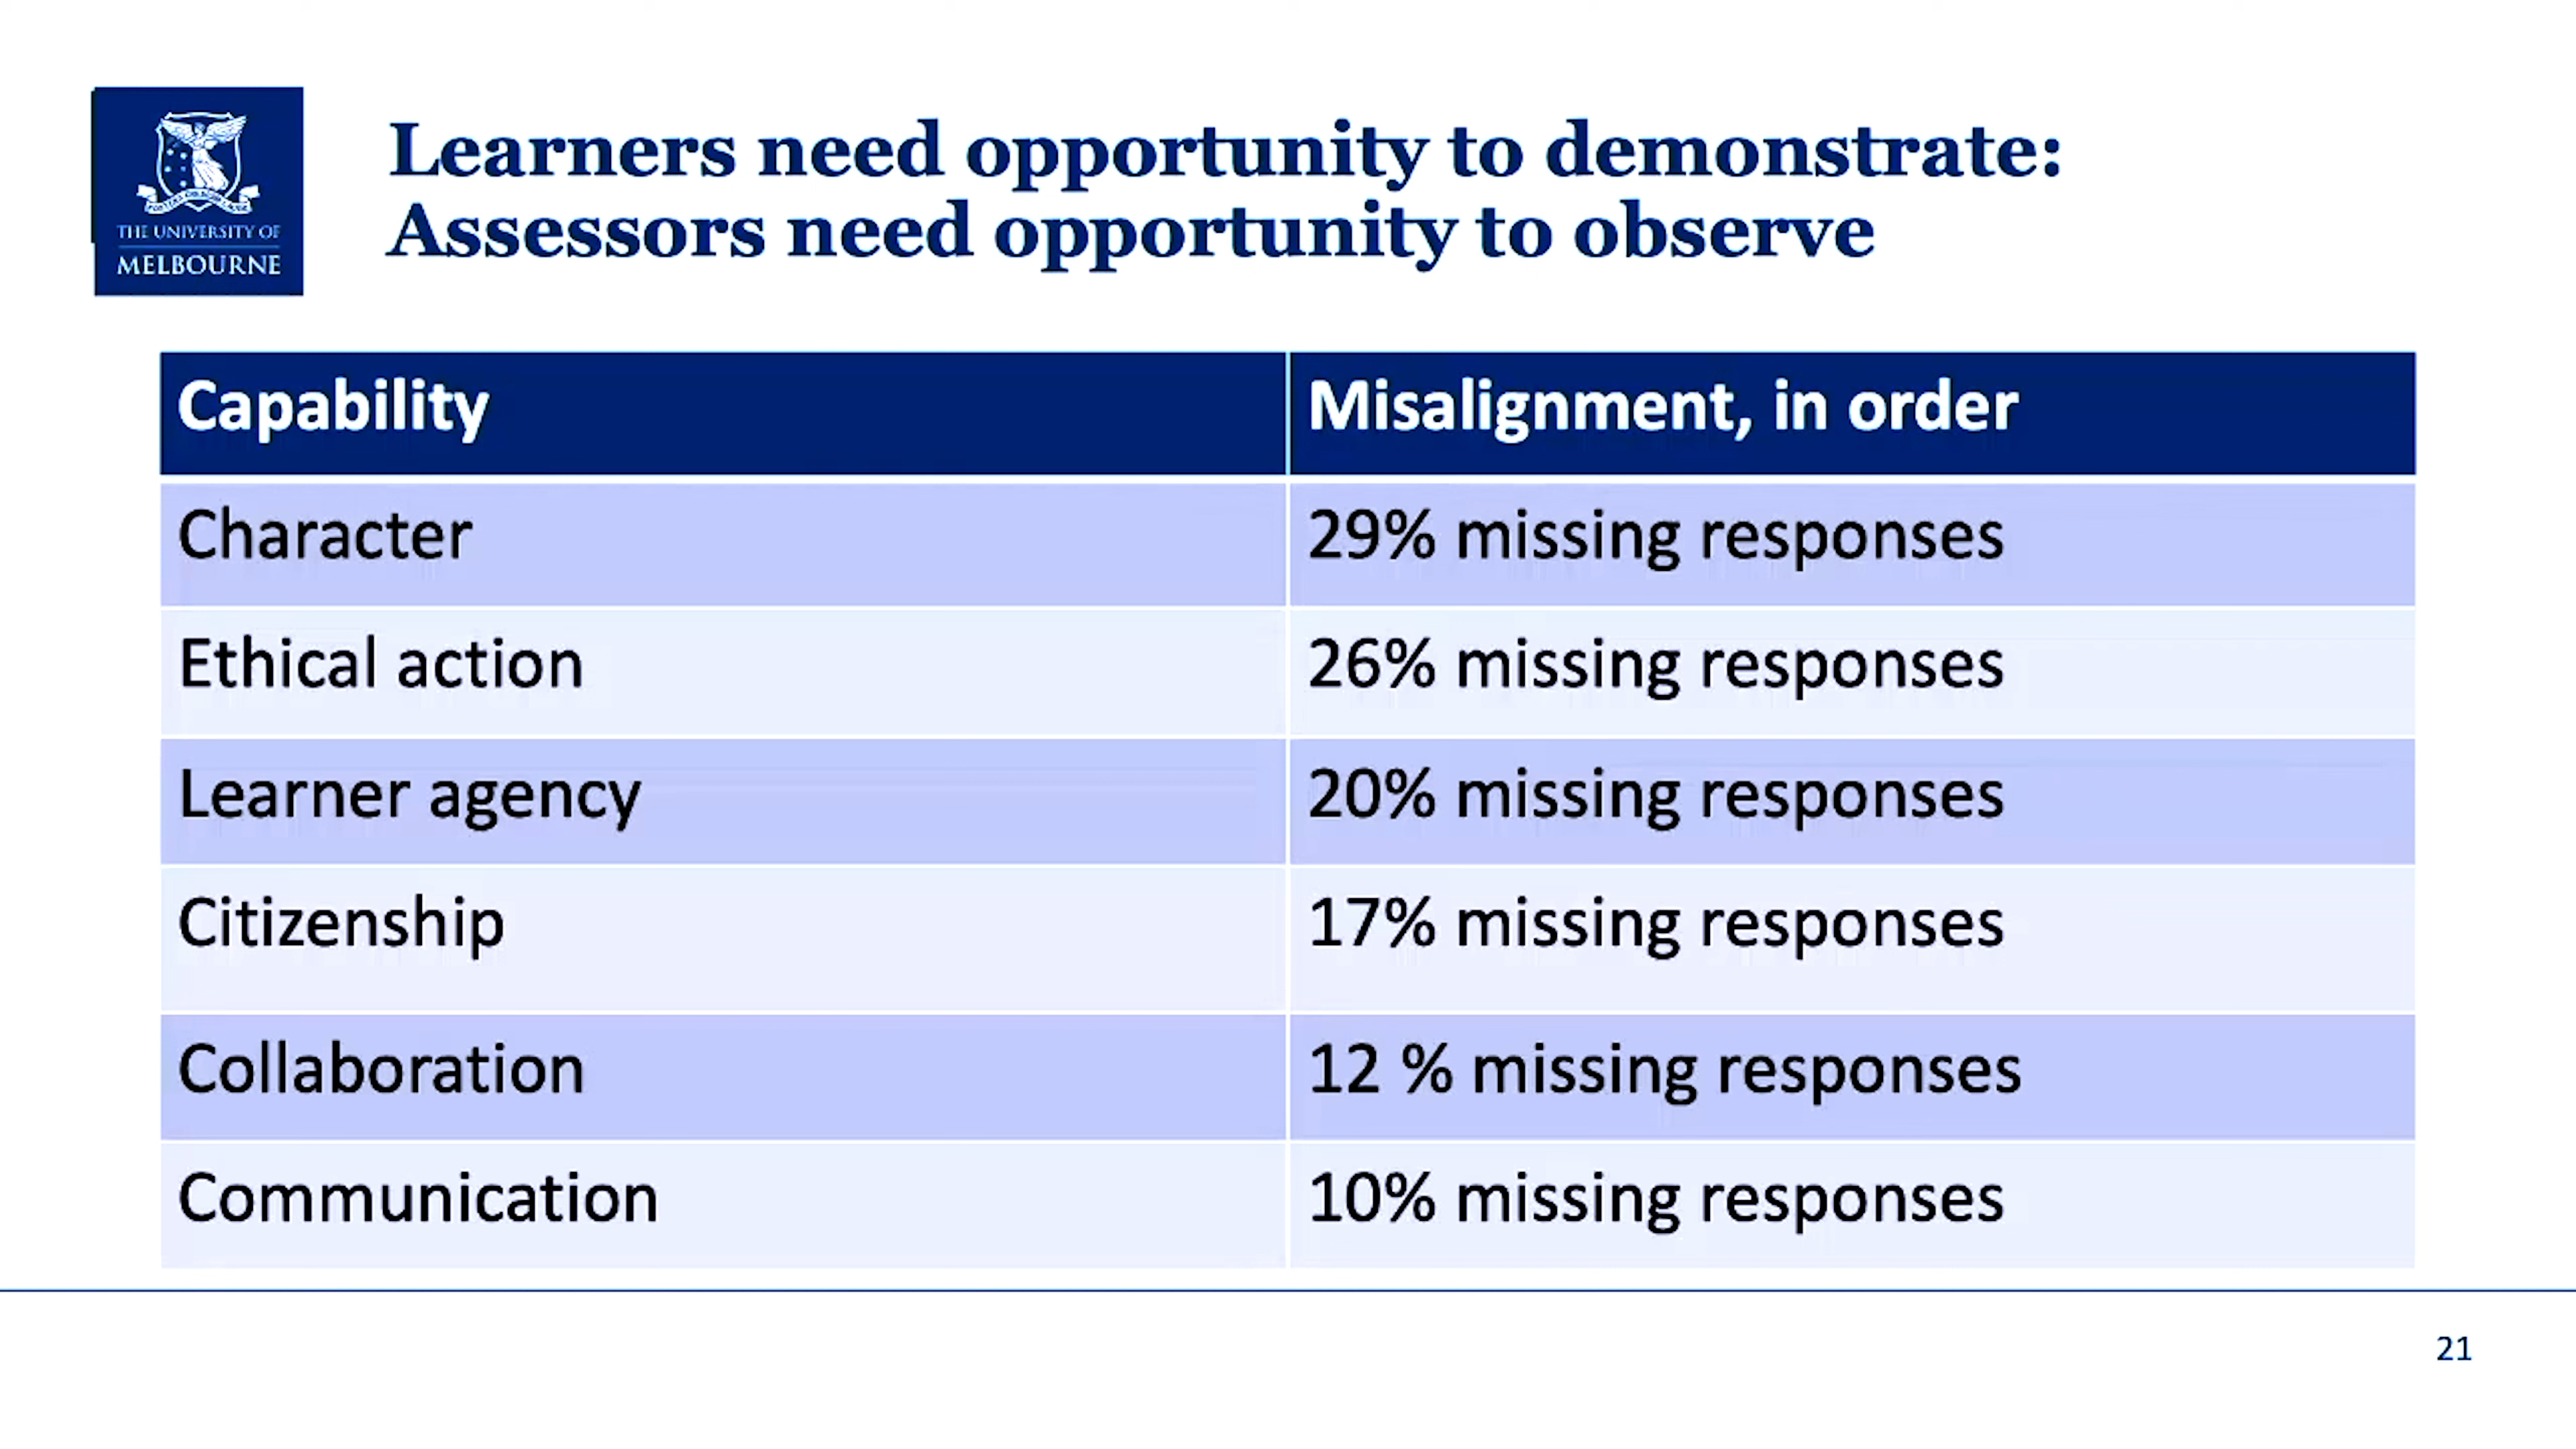 THE UNIVERSITY OF
MELBOURNE
Learners need opportunity to demonstrate:
Assessors need opportunity to observe
Capability
Misalignment, in order
Character
29% missing responses
Ethical action
26% missing responses
Learner agency
20% missing responses
Citizenship
17% missing responses
Collaboration
12 % missing responses
Communication
10% missing responses
21